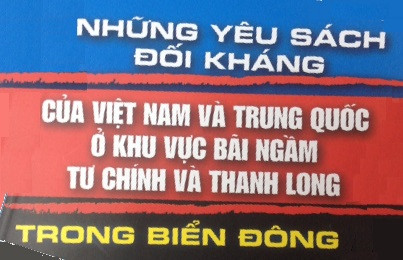 NHỮNG YÊU SÁCH
ĐỐI KHÁNG
CỦA VIỆT NAM VÀ TRUNG QUỐC
Ở KHU VỰC BÃI NGẦM
TƯ CHÍNH VÀ THANH LONG
TRONG BIỂN ĐÔNG